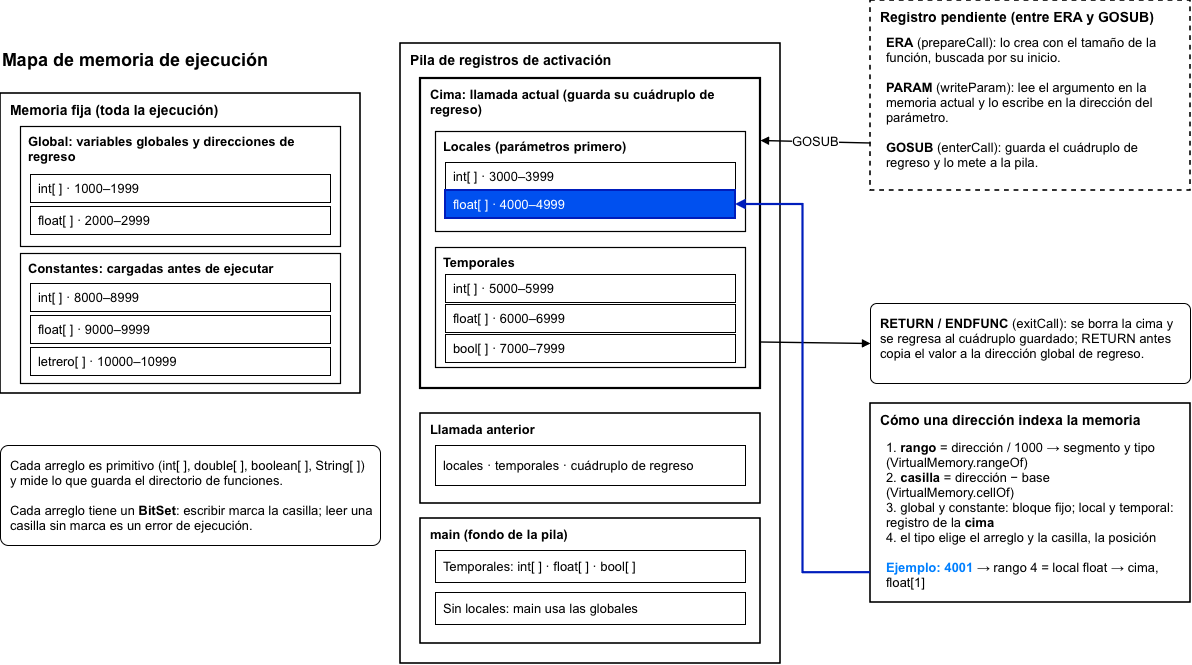 Mapa de memoria de ejecución
Memoria fija (toda la ejecución)
Global: variables globales y direcciones de
regreso
int[ ] · 1000–1999
float[ ] · 2000–2999
Constantes: cargadas antes de ejecutar
int[ ] · 8000–8999
float[ ] · 9000–9999
letrero[ ] · 10000–10999
Cada arreglo es primitivo (int[ ], double[ ], boolean[ ], String[ ])
y mide lo que guarda el directorio de funciones.
Cada arreglo tiene un BitSet: escribir marca la casilla; leer una
casilla sin marca es un error de ejecución.
Pila de registros de activación
Cima: llamada actual (guarda su cuádruplo de
regreso)
Locales (parámetros primero)
int[ ] · 3000–3999
float[ ] · 4000–4999
Temporales
int[ ] · 5000–5999
float[ ] · 6000–6999
bool[ ] · 7000–7999
Llamada anterior
locales · temporales · cuádruplo de regreso
main (fondo de la pila)
Temporales: int[ ] · float[ ] · bool[ ]
Sin locales: main usa las globales
GOSUB
Registro pendiente (entre ERA y GOSUB)
ERA (prepareCall): lo crea con el tamaño de la
función, buscada por su inicio.
PARAM (writeParam): lee el argumento en la
memoria actual y lo escribe en la dirección del
parámetro.
GOSUB (enterCall): guarda el cuádruplo de
regreso y lo mete a la pila.
RETURN / ENDFUNC (exitCall): se borra la cima y
se regresa al cuádruplo guardado; RETURN antes
copia el valor a la dirección global de regreso.
Cómo una dirección indexa la memoria
1. rango = dirección / 1000 → segmento y tipo
(VirtualMemory.rangeOf)
2. casilla = dirección − base
(VirtualMemory.cellOf)
3. global y constante: bloque fijo; local y temporal:
registro de la cima
4. el tipo elige el arreglo y la casilla, la posición
Ejemplo: 4001 → rango 4 = local float → cima,
float[1]